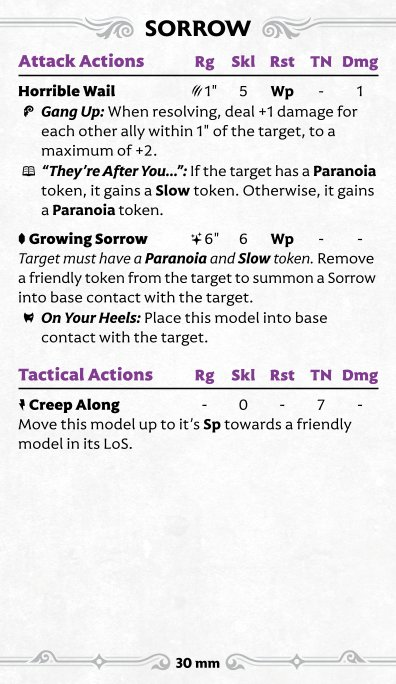 SORROW
Attack Actions Rg Skl Rst TN Dmg
Horrible Wail 1" 5 Wp - 1
Gang Up: When resolving, deal +1 damage for
each other ally within 1" of the target, to a
maximum of +2.
“They’re After You...”: If the target has a Paranoia
token, it gains a Slow token. Otherwise, it gains
a Paranoia token.
Growing Sorrow 6" 6 Wp - -
Target must have a Paranoia and Slow token. Remove
a friendly token from the target to summon a Sorrow
into base contact with the target.
On Your Heels: Place this model into base
contact with the target.
Tactical Actions Rg Skl Rst TN Dmg
Creep Along - 0 - 7 -
Move this model up to it’s Sp towards a friendly
model in its LoS.
30 mm